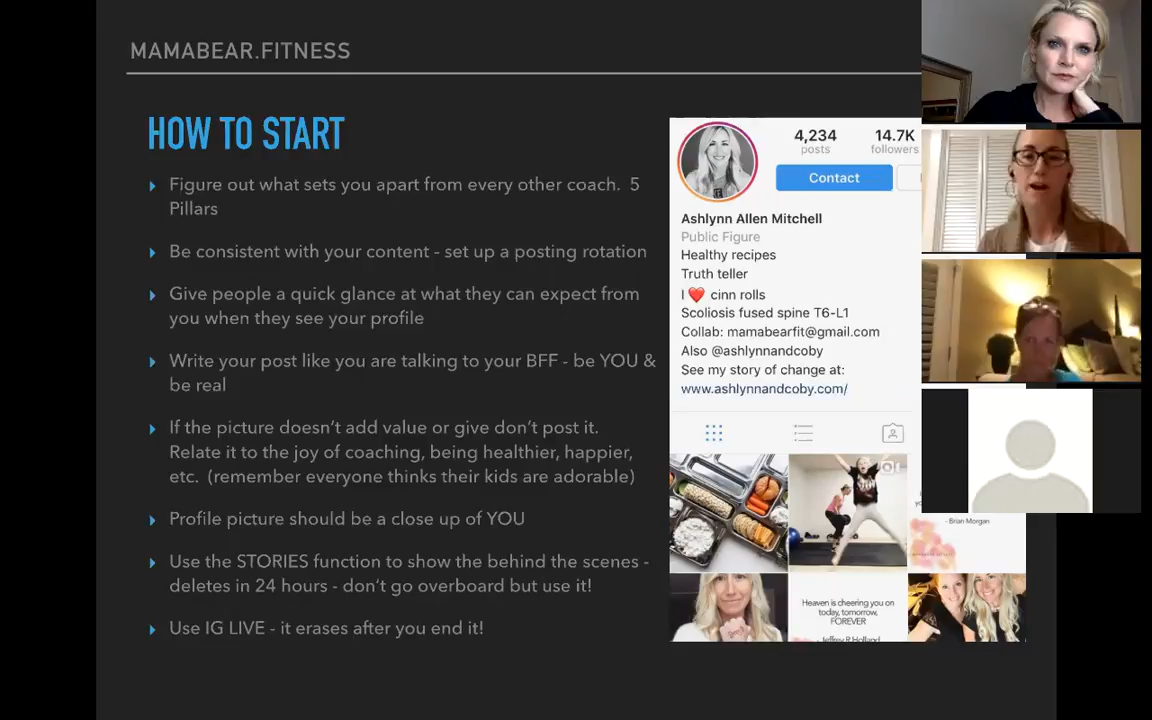 MAMABEAR.FITNESS
HOW TO START
Figure out what sets you apart from every other coach. 5
Pillars
Be consistent with your content - set up a posting rotation
Give people a quick glance at what they can expect from
you when they see your profile
Write your post like you are talking to your BFF - be YOU &
be real
If the picture doesn't add value or give don't post it.
Relate it to the joy of coaching, being healthier, happier,
etc. (remember everyone thinks their kids are adorable)
Profile picture should be a close up of YOU
Use the STORIES function to show the behind the scenes -
deletes in 24 hours - don't go overboard but use it!
Use IG LIVE - it erases after you end it!
4,234 14.7K
posts followers
Contact
Ashlynn Allen Mitchell
Public Figure
Healthy recipes
Truth teller
I ❤️ cinn rolls
Scoliosis fused spine T6-L1
Collab: mamabearfit@gmail.com
Also @ashlynnandcoby
See my story of change at:
www.ashlynnandcoby.com/
- Brian Morgan
Heaven is cheering you on
today, tomorrow,
FOREVER
- Jeffrey R Holland